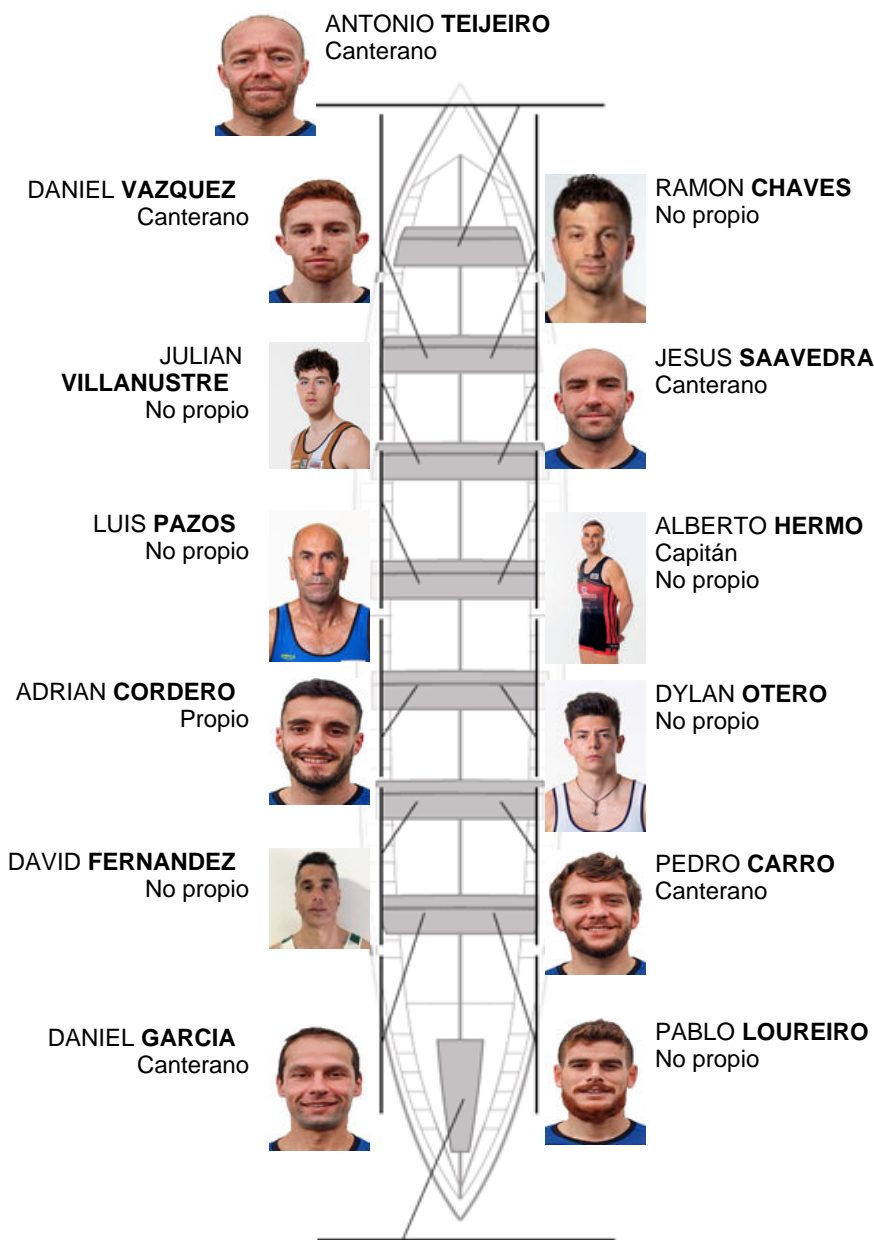 ANTONIO TEIJEIRO
Canterano
DANIEL VAZQUEZ
Canterano
RAMON CHAVES
No propio
JULIAN
VILLANUSTRE
No propio
JESUS SAAVEDRA
Canterano
LUIS PAZOS
No propio
ALBERTO HERMO
Capitán
No propio
ADRIAN CORDERO
Propio
DYLAN OTERO
No propio
DAVID FERNANDEZ
No propio
PEDRO CARRO
Canterano
DANIEL GARCIA
Canterano
PABLO LOUREIRO
No propio